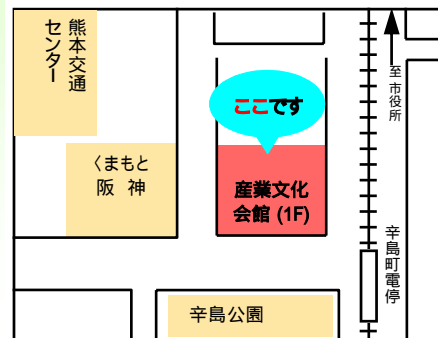 熊本交通
センター
至市役所
ここです
くまもと
阪神
産業文化
会館 (1F)
辛島町電停
辛島公園